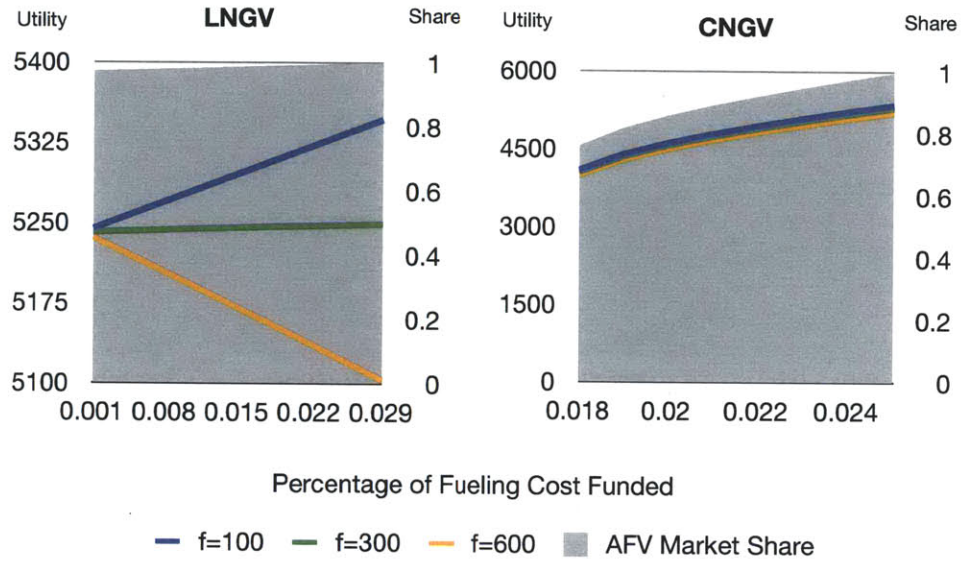 Utility LNGV Share
5400 1
5325 0.8
0.6
5250
0.4
5175
0.2
5100 0
0.001 0.008 0.015 0.022 0.029
Utility CNGV Share
6000 1
0.8
4500
0.6
3000
0.4
1500
0.2
0 0
0.018 0.02 0.022 0.024
Percentage of Fueling Cost Funded
f=100 f=300 f=600 AFV Market Share